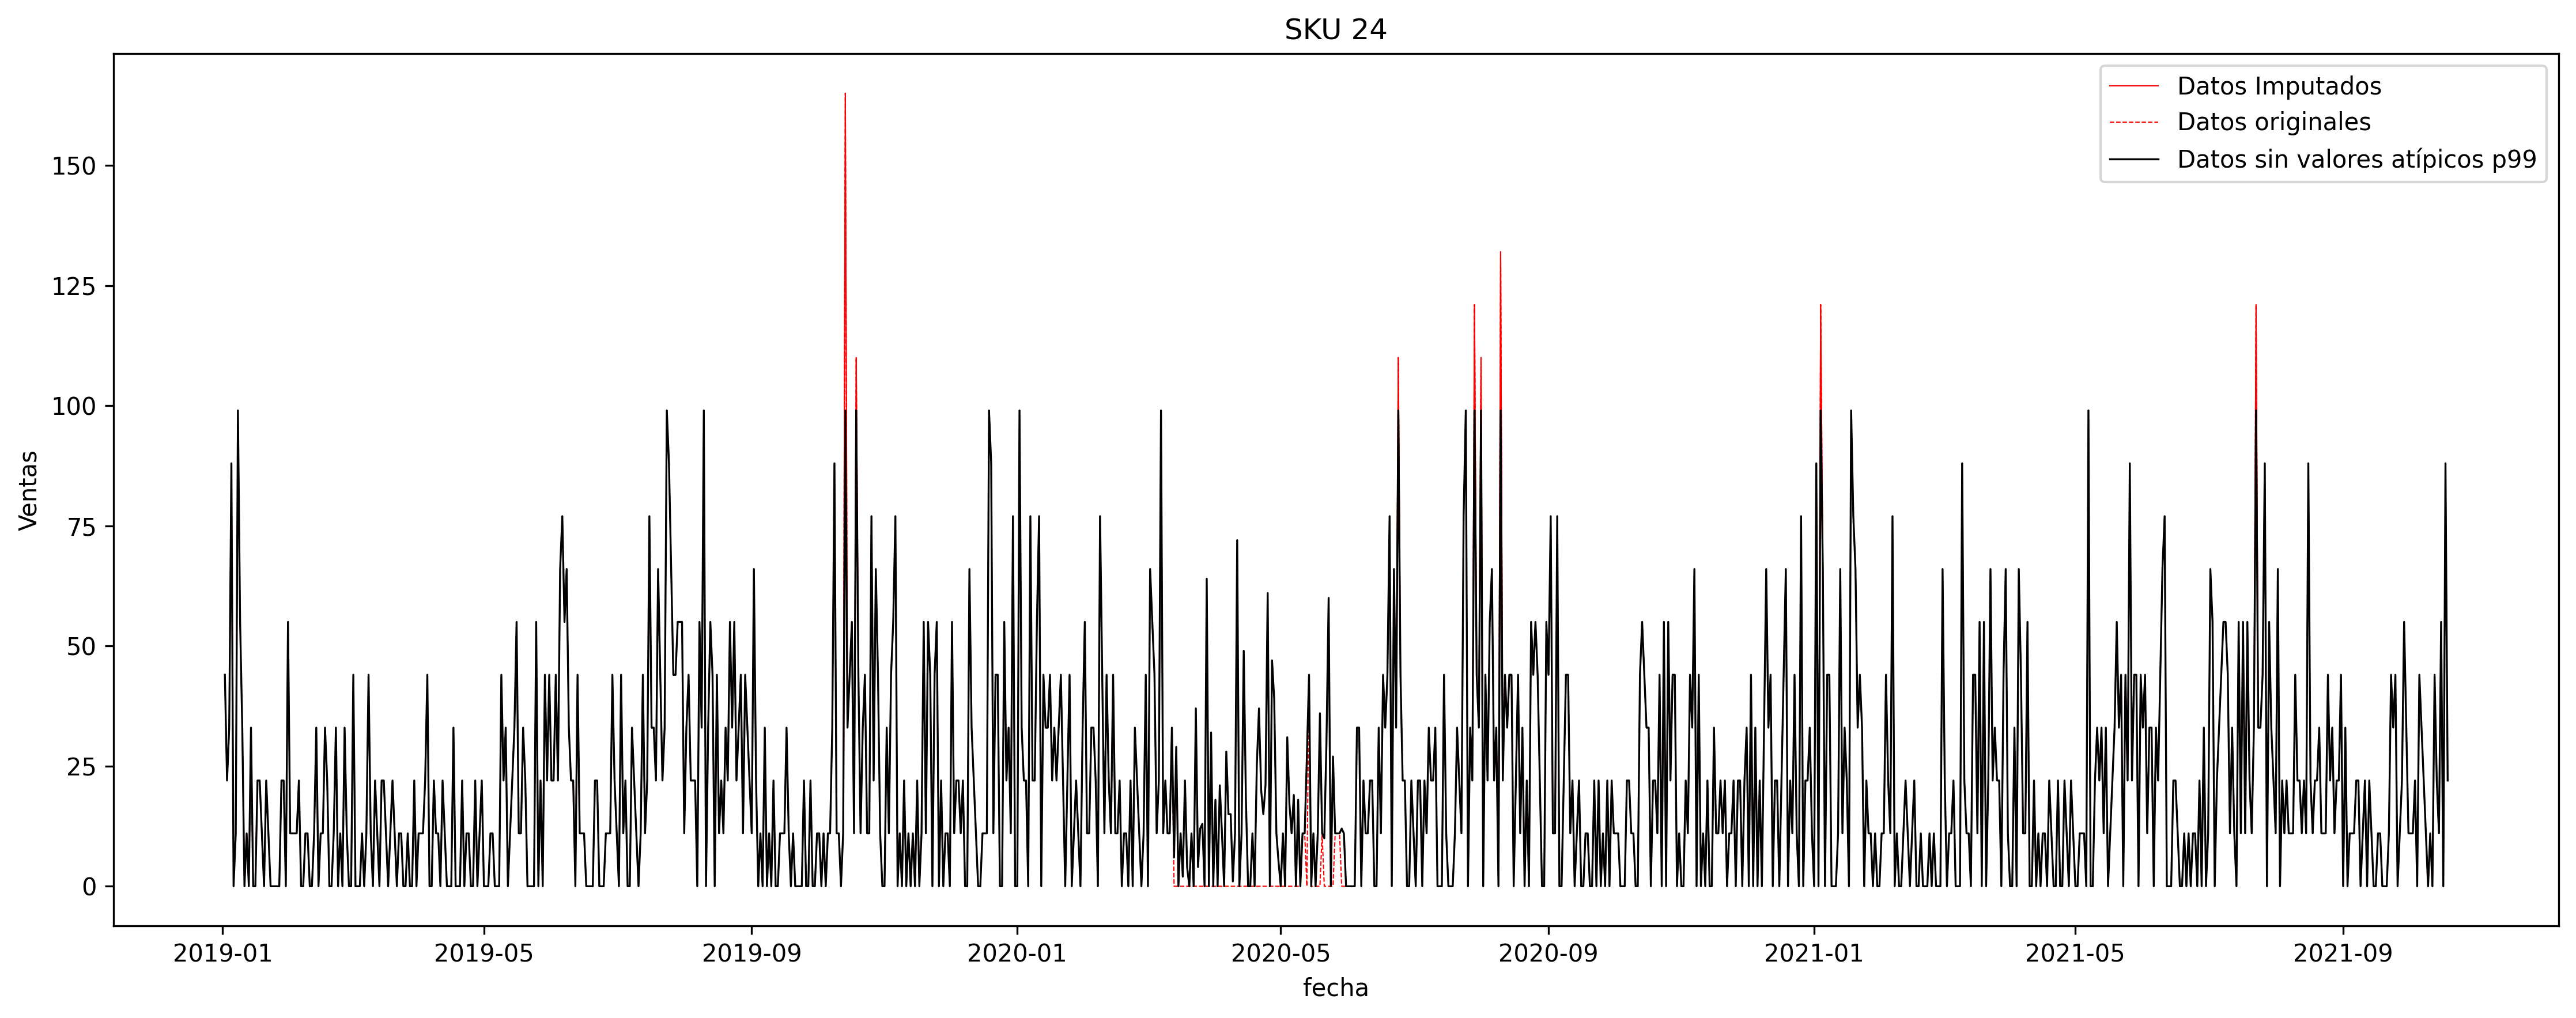 SKU 24
Datos Imputados
Datos originales
Datos sin valores atípicos p99
150
125
100
75
50
25
0
Ventas
2019-01 2019-05 2019-09 2020-01 2020-05 2020-09 2021-01 2021-05 2021-09
fecha